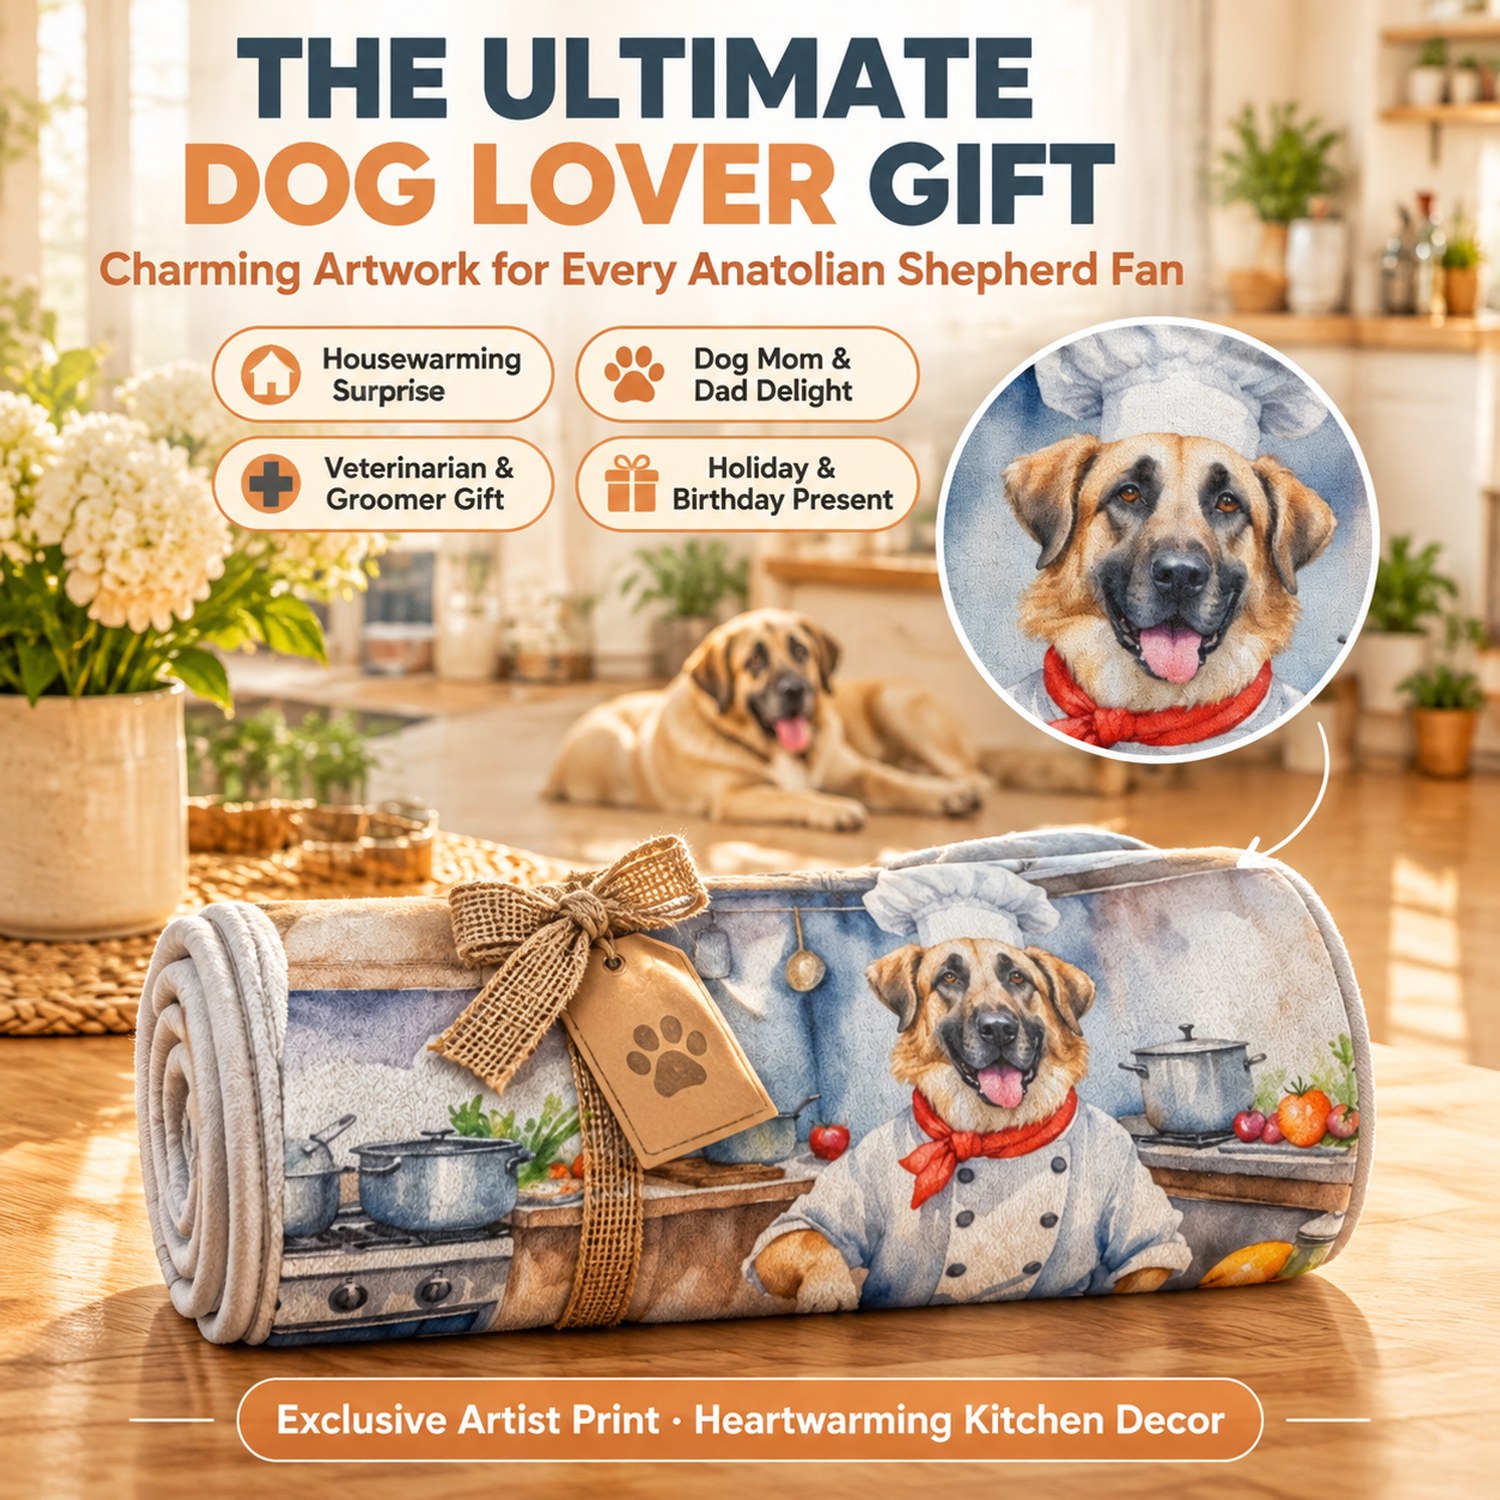 THE ULTIMATE
DOG LOVER GIFT
Charming Artwork for Every Anatolian Shepherd Fan
Housewarming
Surprise
Dog Mom &
Dad Delight
Veterinarian &
Groomer Gift
Holiday &
Birthday Present
Exclusive Artist Print · Heartwarming Kitchen Decor